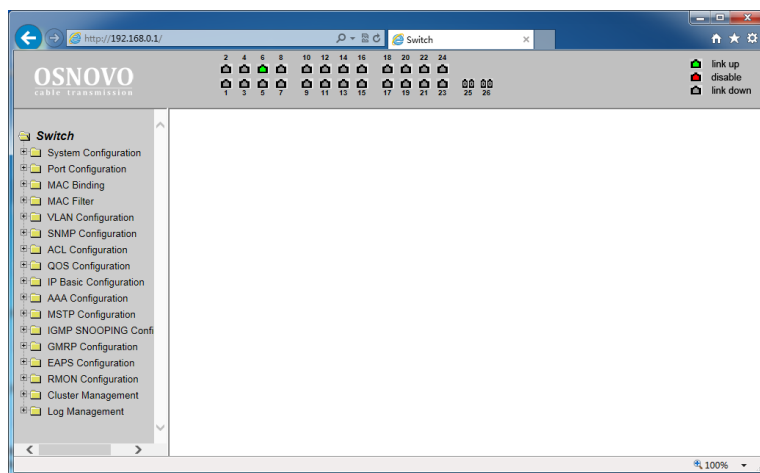 http://192.168.0.1/
Switch
OSNOVO
cable transmission
2 4 6 8 10 12 14 16 18 20 22 24
1 3 5 7 9 11 13 15 17 19 21 23 25 26
link up
disable
link down
Switch
System Configuration
Port Configuration
MAC Binding
MAC Filter
VLAN Configuration
SNMP Configuration
ACL Configuration
QOS Configuration
IP Basic Configuration
AAA Configuration
MSTP Configuration
IGMP SNOOPING Confi
GMRP Configuration
EAPS Configuration
RMON Configuration
Cluster Management
Log Management
100%